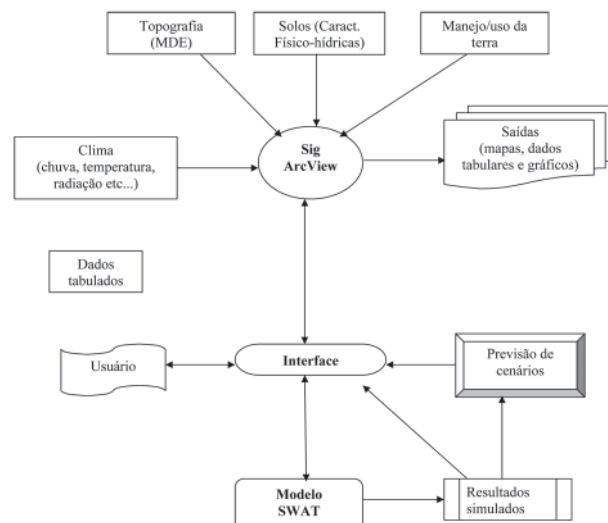 Topografia
(MDE)
Solos (Caract.
Físico-hídricas)
Manejo/uso da
terra
Clima
(chuva, temperatura,
radiação etc...)
Sig
ArcView
Saídas
(mapas, dados
tabulares e gráficos)
Dados
tabulados
Usuário
Interface
Previsão de
cenários
Modelo
SWAT
Resultados
simulados